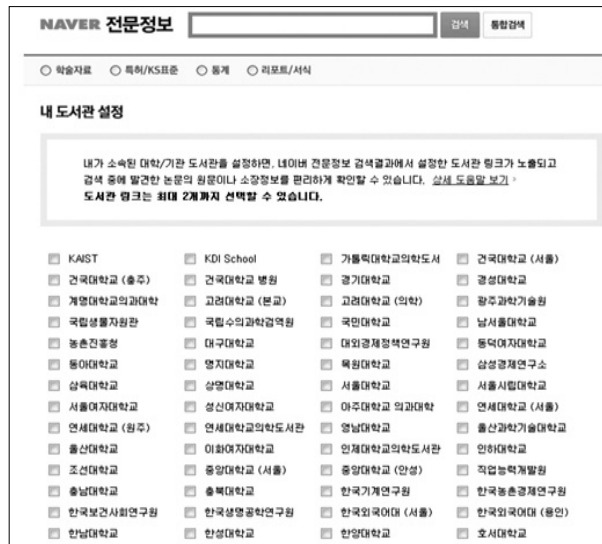 NAVER 전문정보 검색 통합검색
학술자료 특허/KS표준 통계 리포트/서식
내 도서관 설정
내가 소속된 대학/기관 도서관을 설정하면, 네이버 전문정보 검색결과에서 설정한 도서관 링크가 노출되고
검색 중에 발견한 논문의 원문이나 소장정보를 편리하게 확인할 수 있습니다. 상세 도움말 보기 >
도서관 링크는 최대 2개까지 선택할 수 있습니다.
KAIST KDI School 가톨릭대학교의학도서 건국대학교 (서울)
건국대학교 (충주) 건국대학교 병원 경기대학교 경성대학교
계명대학교의과대학 고려대학교 (본교) 고려대학교 (의학) 광주과학기술원
국립생물자원관 국립수의과학검역원 국민대학교 남서울대학교
농촌진흥청 대구대학교 대외경제정책연구원 동덕여자대학교
동아대학교 명지대학교 목원대학교 삼성경제연구소
삼육대학교 상명대학교 서울대학교 서울시립대학교
서울여자대학교 성신여자대학교 아주대학교 의과대학 연세대학교 (서울)
연세대학교 (원주) 연세대학교의학도서관 영남대학교 울산과학기술대학교
울산대학교 이화여자대학교 인제대학교의학도서관 인하대학교
조선대학교 중앙대학교 (서울) 중앙대학교 (안성) 직업능력개발원
충남대학교 충북대학교 한국기계연구원 한국농촌경제연구원
한국보건사회연구원 한국생명공학연구원 한국외국어대 (서울) 한국외국어대 (용인)
한남대학교 한성대학교 한양대학교 호서대학교